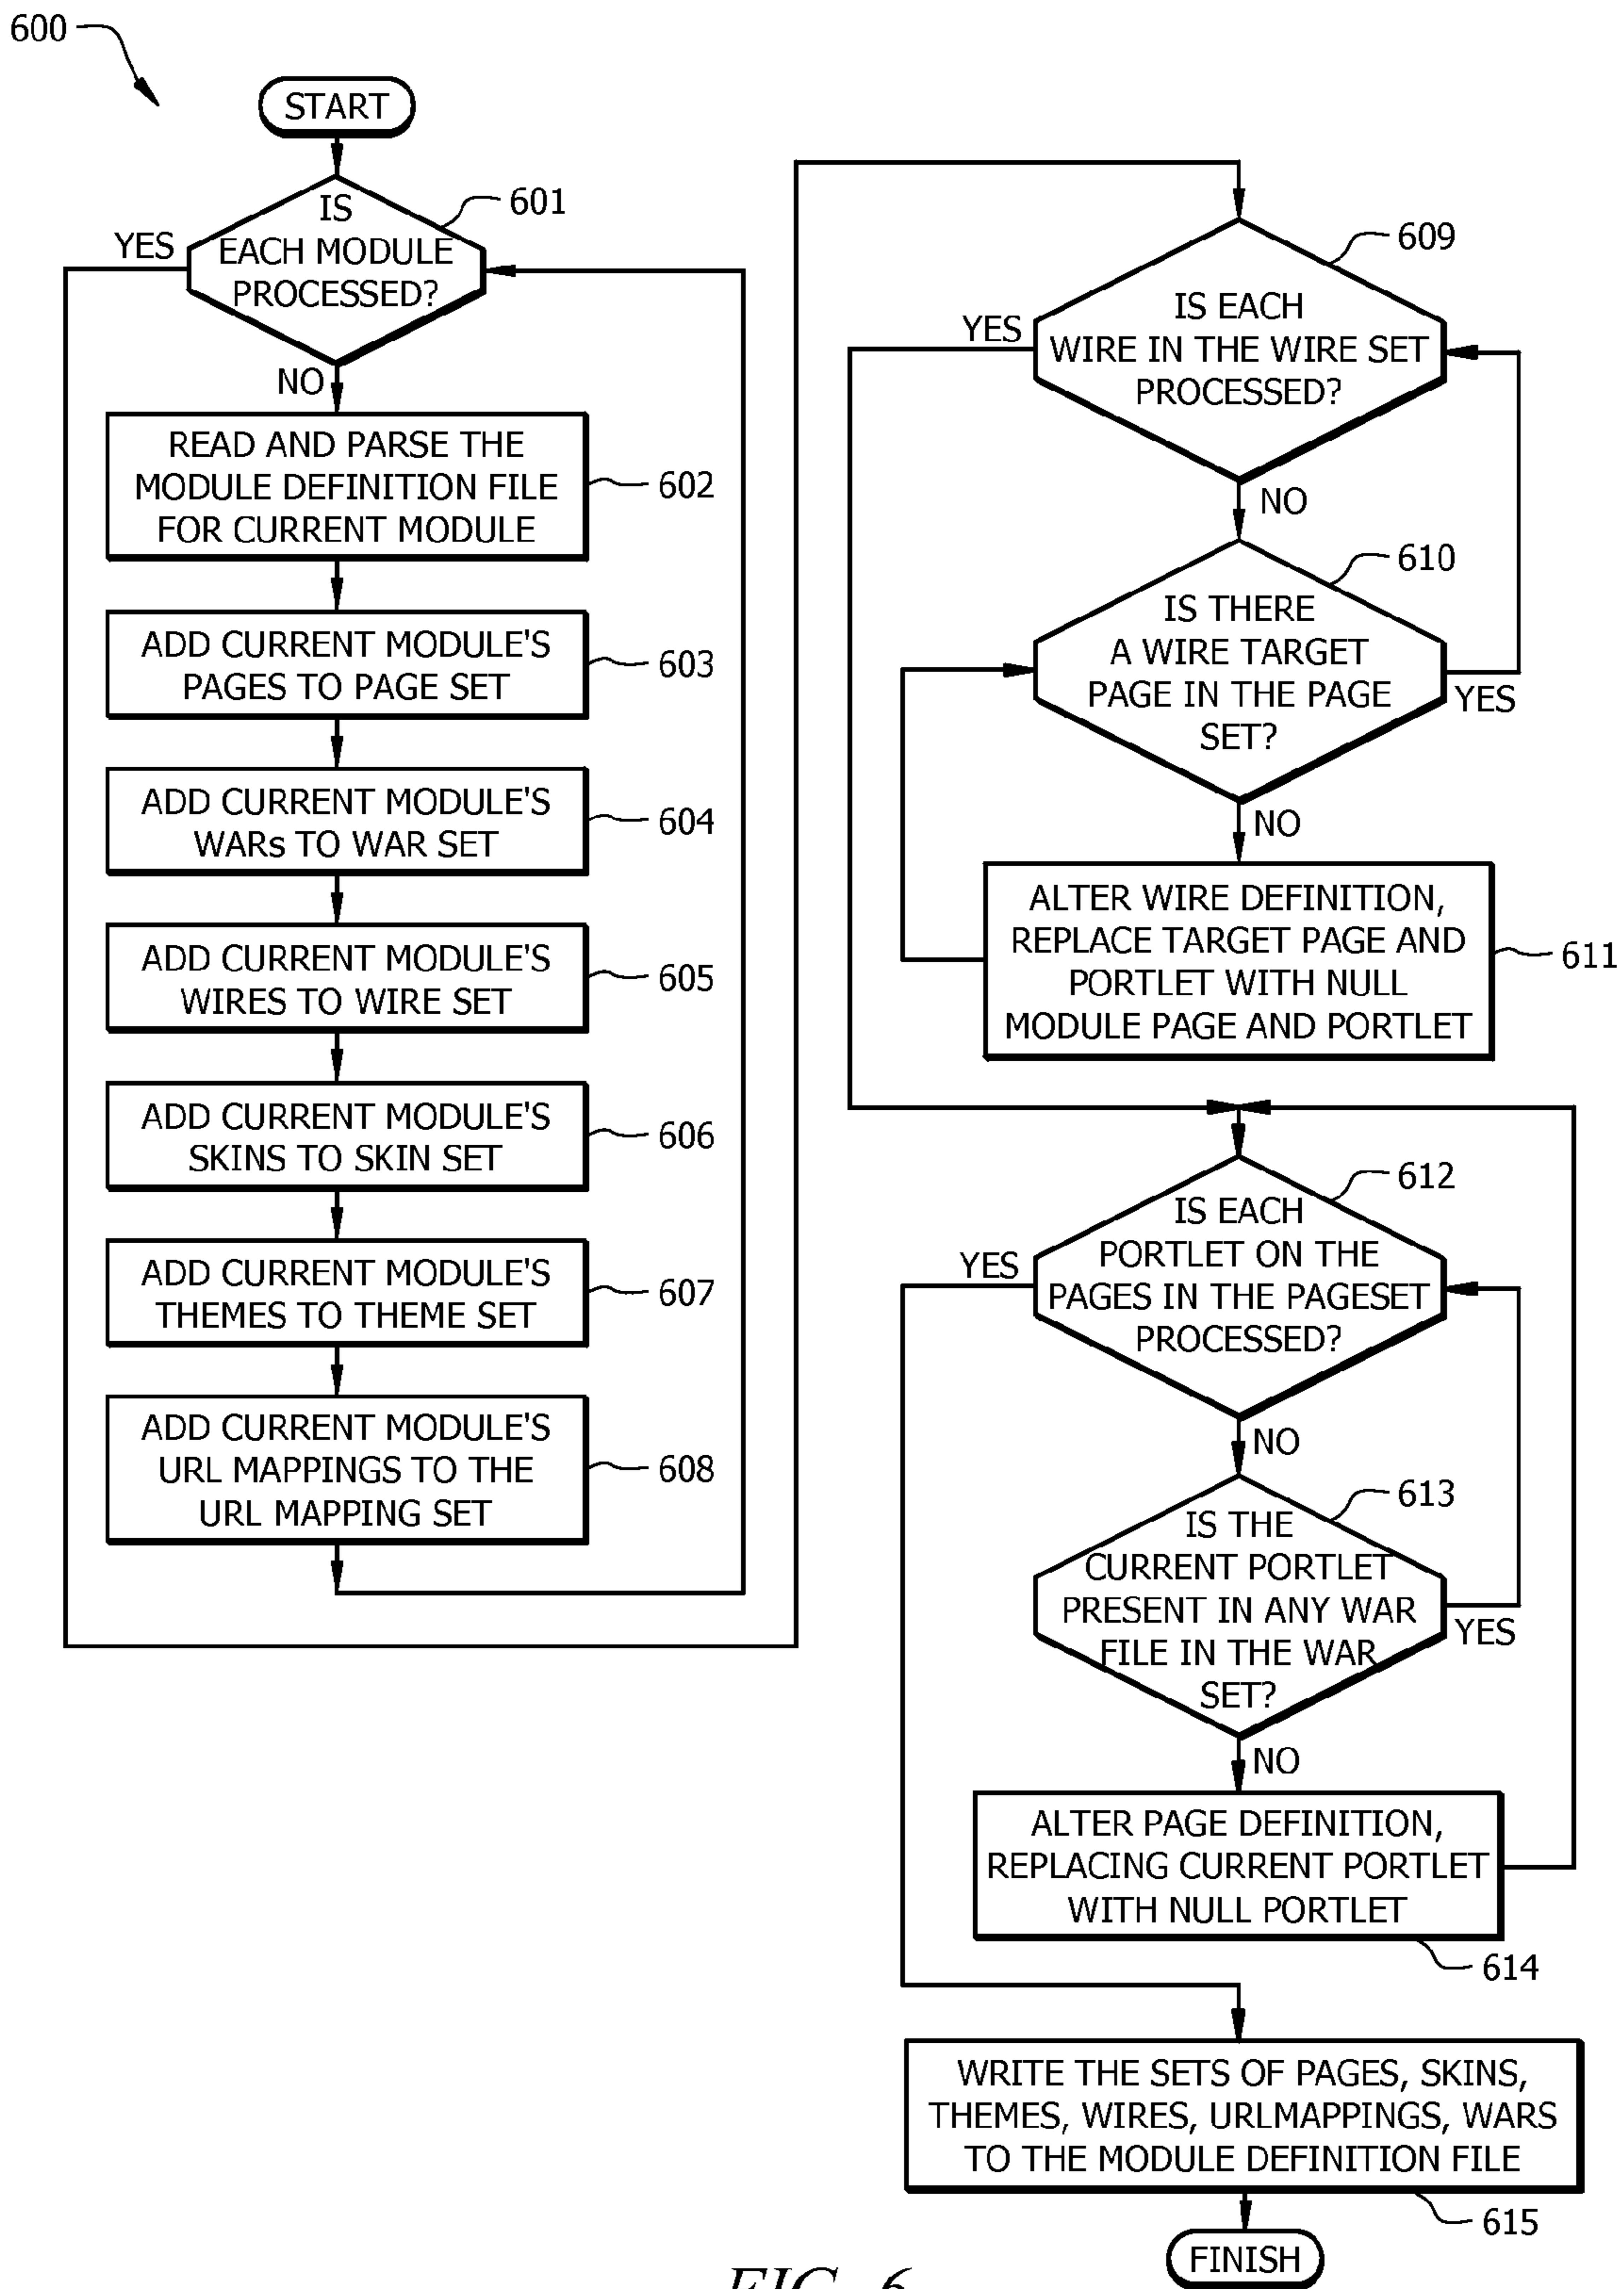 600
START
IS
EACH MODULE
PROCESSED?
601
YES
NO
READ AND PARSE THE
MODULE DEFINITION FILE
FOR CURRENT MODULE
602
ADD CURRENT MODULE'S
PAGES TO PAGE SET
603
ADD CURRENT MODULE'S
WARs TO WAR SET
604
ADD CURRENT MODULE'S
WIRES TO WIRE SET
605
ADD CURRENT MODULE'S
SKINS TO SKIN SET
606
ADD CURRENT MODULE'S
THEMES TO THEME SET
607
ADD CURRENT MODULE'S
URL MAPPINGS TO THE
URL MAPPING SET
608
609
IS EACH
WIRE IN THE WIRE SET
PROCESSED?
YES
NO
610
IS THERE
A WIRE TARGET
PAGE IN THE PAGE
SET?
YES
NO
ALTER WIRE DEFINITION,
REPLACE TARGET PAGE AND
PORTLET WITH NULL
MODULE PAGE AND PORTLET
611
612
IS EACH
PORTLET ON THE
PAGES IN THE PAGESET
PROCESSED?
YES
NO
613
IS THE
CURRENT PORTLET
PRESENT IN ANY WAR
FILE IN THE WAR
SET?
YES
NO
ALTER PAGE DEFINITION,
REPLACING CURRENT PORTLET
WITH NULL PORTLET
614
WRITE THE SETS OF PAGES, SKINS,
THEMES, WIRES, URLMAPPINGS, WARS
TO THE MODULE DEFINITION FILE
615
FINISH
FIG. 6